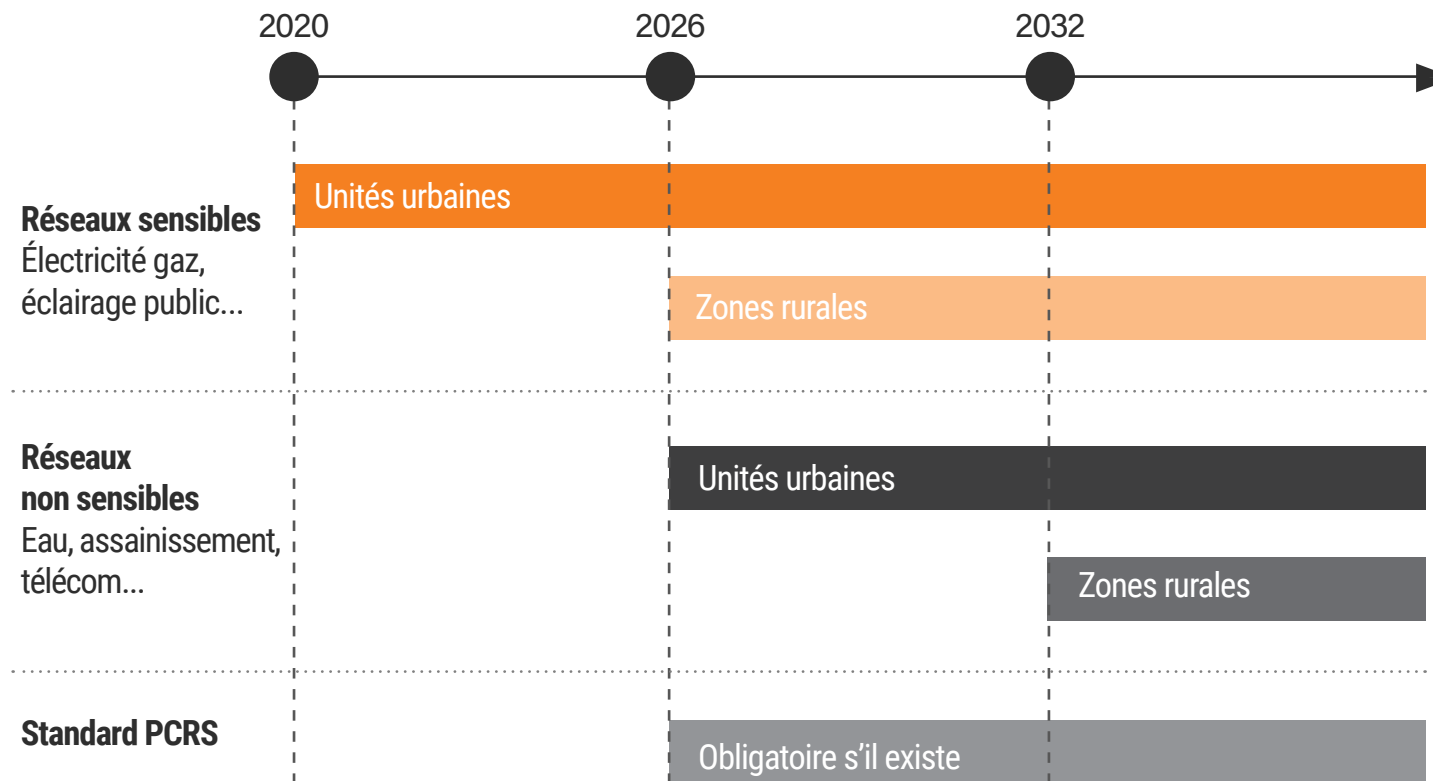 2020
2026
2032
Unités urbaines
Réseaux sensibles
Électricité gaz,
éclairage public...
Zones rurales
Réseaux
non sensibles
Eau, assainissement,
télécom...
Unités urbaines
Zones rurales
Standard PCRS
Obligatoire s'il existe